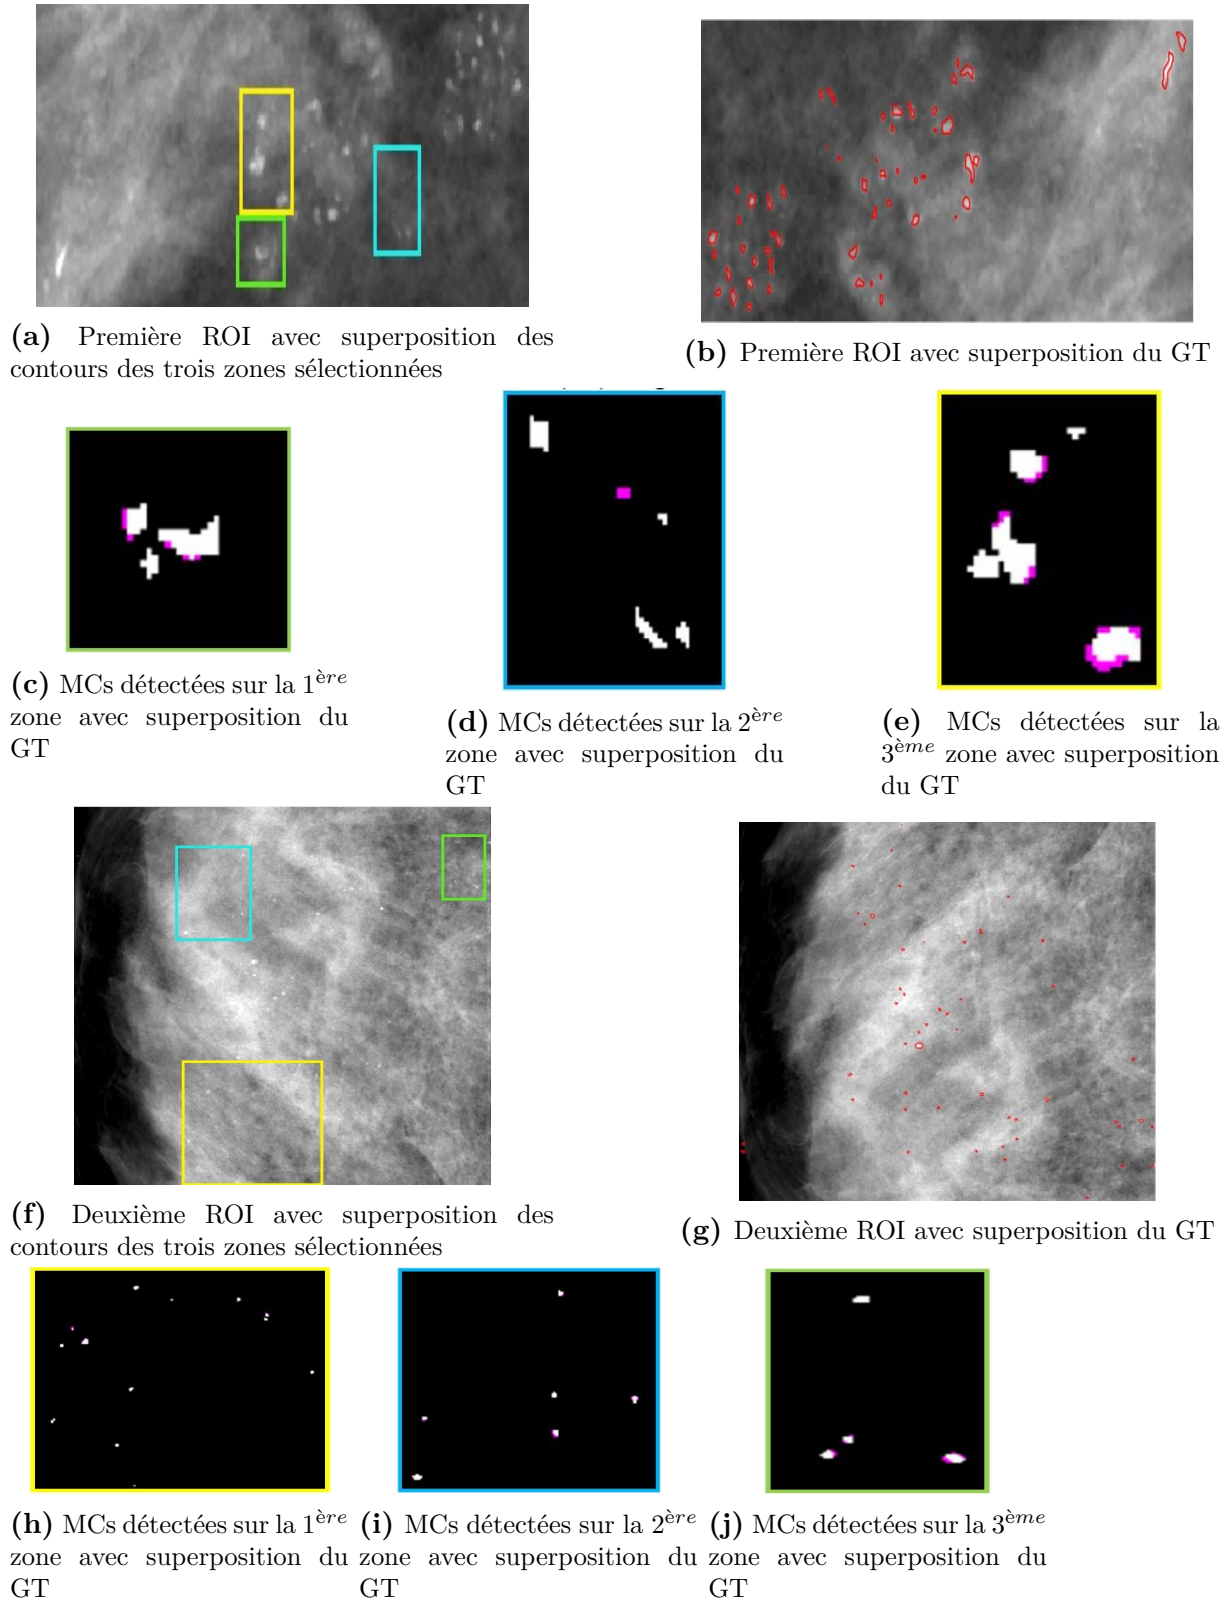 (a) Première ROI avec superposition des
contours des trois zones sélectionnées
(b) Première ROI avec superposition du GT
(c) MCs détectées sur la 1ère
zone avec superposition du
GT
(d) MCs détectées sur la 2ère
zone avec superposition du
GT
(e) MCs détectées sur la
3ème zone avec superposition
du GT
(f) Deuxième ROI avec superposition des
contours des trois zones sélectionnées
(g) Deuxième ROI avec superposition du GT
(h) MCs détectées sur la 1ère
zone avec superposition du
GT
(i) MCs détectées sur la 2ère
zone avec superposition du
GT
(j) MCs détectées sur la 3ème
zone avec superposition du
GT